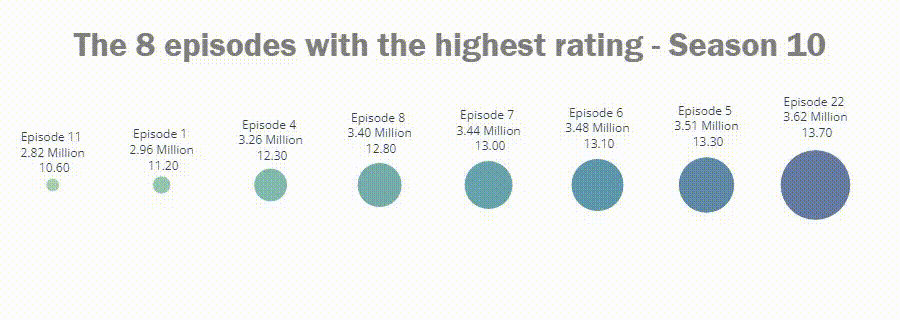 The 8 episodes with the highest rating - Season 10
Episode 11
2.82 Million
10.60
Episode 1
2.96 Million
11.20
Episode 4
3.26 Million
12.30
Episode 8
3.40 Million
12.80
Episode 7
3.44 Million
13.00
Episode 6
3.48 Million
13.10
Episode 5
3.51 Million
13.30
Episode 22
3.62 Million
13.70